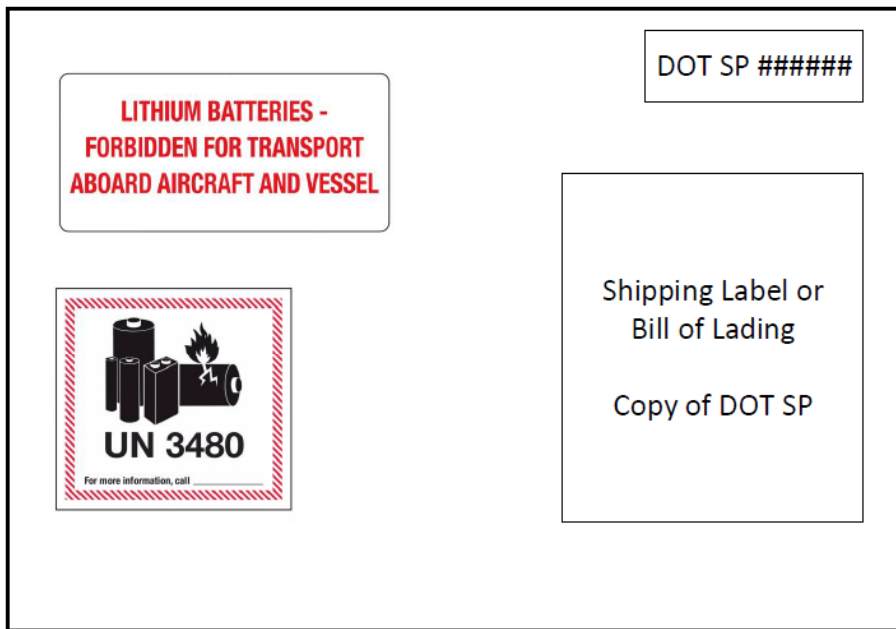 DOT SP ######
LITHIUM BATTERIES -
FORBIDDEN FOR TRANSPORT
ABOARD AIRCRAFT AND VESSEL
Shipping Label or
Bill of Lading
Copy of DOT SP
UN 3480
For more information, call ______________